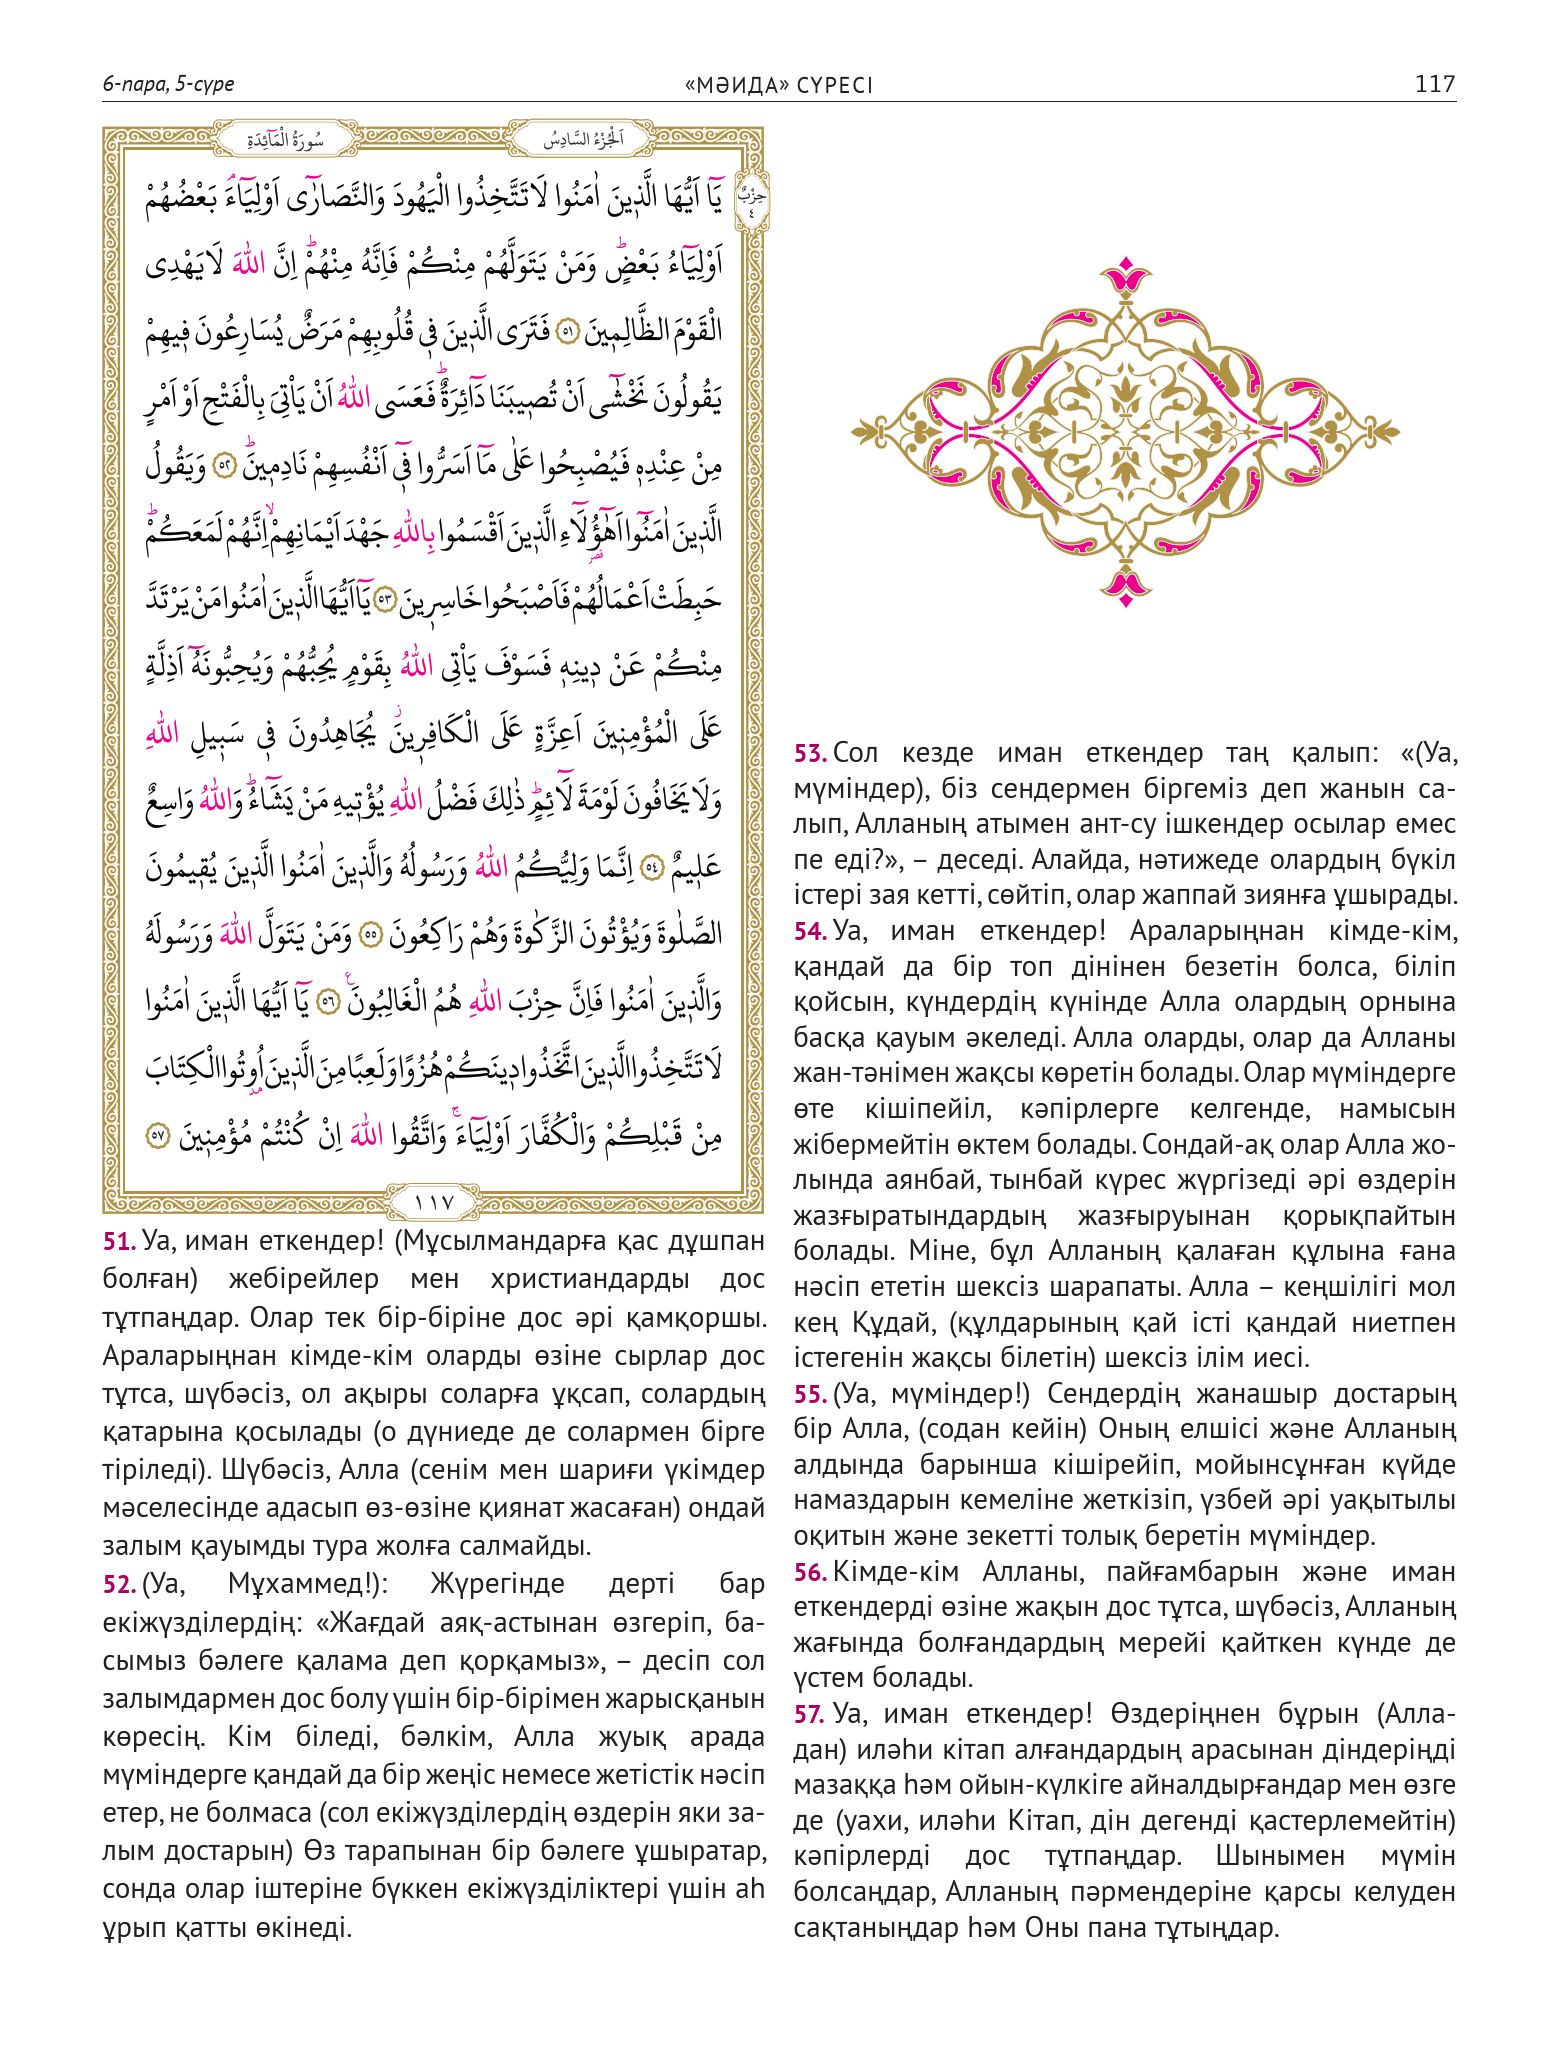 6-пара, 5-сүре
«МӘИДА» СҮРЕСІ
117
سُورَةُ الْمَٓائِدَةِ
اَلْجُزْءُ السَّادِسُ
حِزْبٌ
٤
يَٓا اَيُّهَا الَّذ۪ينَ اٰمَنُوا لَا تَتَّخِذُوا الْيَهُودَ وَالنَّصَارٰٓى اَوْلِيَٓاءَۢ بَعْضُهُمْ
اَوْلِيَٓاءُ بَعْضٍۜ وَمَنْ يَتَوَلَّهُمْ مِنْكُمْ فَاِنَّهُ مِنْهُمْۜ اِنَّ اللّٰهَ لَا يَهْدِى
الْقَوْمَ الظَّالِم۪ينَ ﴿٥١﴾ فَتَرَى الَّذ۪ينَ ف۪ى قُلُوبِهِمْ مَرَضٌ يُسَارِعُونَ ف۪يهِمْ
يَقُولُونَ نَخْشٰٓى اَنْ تُص۪يبَنَا دَٓائِرَةٌۜ فَعَسَى اللّٰهُ اَنْ يَاْتِىَ بِالْفَتْحِ اَوْ اَمْرٍ
مِنْ عِنْدِه۪ فَيُصْبِحُوا عَلٰى مَٓا اَسَرُّوا ف۪ٓى اَنْفُسِهِمْ نَادِم۪ينَۜ ﴿٥٢﴾ وَيَقُولُ
الَّذ۪ينَ اٰمَنُٓوا اَهٰٓؤُ۬لَٓاءِ الَّذ۪ينَ اَقْسَمُوا بِاللّٰهِ جَهْدَ اَيْمَانِهِمْۙ اِنَّهُمْ لَمَعَكُمْۜ
حَبِطَتْ اَعْمَالُهُمْ فَاَصْبَحُوا خَاسِر۪ينَ ﴿٥٣﴾ يَٓا اَيُّهَا الَّذ۪ينَ اٰمَنُوا مَنْ يَرْتَدَّ
مِنْكُمْ عَنْ د۪ينِه۪ فَسَوْفَ يَاْتِى اللّٰهُ بِقَوْمٍ يُحِبُّهُمْ وَيُحِبُّونَهُٓ اَذِلَّةٍ
عَلَى الْمُؤْمِن۪ينَ اَعِزَّةٍ عَلَى الْكَافِر۪ينَۘ يُجَاهِدُونَ ف۪ى سَب۪يلِ اللّٰهِ
وَلَا يَخَافُونَ لَوْمَةَ لَٓائِمٍۜ ذٰلِكَ فَضْلُ اللّٰهِ يُؤْت۪يهِ مَنْ يَشَٓاءُۜ وَاللّٰهُ وَاسِعٌ
عَل۪يمٌ ﴿٥٤﴾ اِنَّمَا وَلِيُّكُمُ اللّٰهُ وَرَسُولُهُ وَالَّذ۪ينَ اٰمَنُوا الَّذ۪ينَ يُق۪يمُونَ
الصَّلٰوةَ وَيُؤْتُونَ الزَّكٰوةَ وَهُمْ رَاكِعُونَ ﴿٥٥﴾ وَمَنْ يَتَوَلَّ اللّٰهَ وَرَسُولَهُ
وَالَّذ۪ينَ اٰمَنُوا فَاِنَّ حِزْبَ اللّٰهِ هُمُ الْغَالِبُونَ۟ ﴿٥٦﴾ يَٓا اَيُّهَا الَّذ۪ينَ اٰمَنُوا
لَا تَتَّخِذُوا الَّذ۪ينَ اتَّخَذُوا د۪ينَكُمْ هُزُوًا وَلَعِبًا مِنَ الَّذ۪ينَ اُو۫تُوا الْكِتَابَ
مِنْ قَبْلِكُمْ وَالْكُفَّارَ اَوْلِيَٓاءَۚ وَاتَّقُوا اللّٰهَ اِنْ كُنْتُمْ مُؤْمِن۪ينَ ﴿٥٧﴾
١١٧
51. Уа, иман еткендер! (Мұсылмандарға қас дұшпан
болған) жебірейлер мен христиандарды дос
тұтпаңдар. Олар тек бір-біріне дос әрі қамқоршы.
Араларыңнан кімде-кім оларды өзіне сырлар дос
тұтса, шүбәсіз, ол ақыры соларға ұқсап, солардың
қатарына қосылады (о дүниеде де солармен бірге
тіріледі). Шүбәсіз, Алла (сенім мен шариғи үкімдер
мәселесінде адасып өз-өзіне қиянат жасаған) ондай
залым қауымды тура жолға салмайды.
52. (Уа, Мұхаммед!): Жүрегінде дерті бар
екіжүзділердің: «Жағдай аяқ-астынан өзгеріп, ба-
сымыз бәлеге қалама деп қорқамыз», – десіп сол
залымдармен дос болу үшін бір-бірімен жарысқанын
көресің. Кім біледі, бәлкім, Алла жуық арада
мүміндерге қандай да бір жеңіс немесе жетістік нәсіп
етер, не болмаса (сол екіжүзділердің өздерін яки за-
лым достарын) Өз тарапынан бір бәлеге ұшыратар,
сонда олар іштеріне бүккен екіжүзділіктері үшін аһ
ұрып қатты өкінеді.
53. Сол кезде иман еткендер таң қалып: «(Уа,
мүміндер), біз сендермен біргеміз деп жанын са-
лып, Алланың атымен ант-су ішкендер осылар емес
пе еді?», – деседі. Алайда, нәтижеде олардың бүкіл
істері зая кетті, сөйтіп, олар жаппай зиянға ұшырады.
54. Уа, иман еткендер! Араларыңнан кімде-кім,
қандай да бір топ дінінен безетін болса, біліп
қойсын, күндердің күнінде Алла олардың орнына
басқа қауым әкеледі. Алла оларды, олар да Алланы
жан-тәнімен жақсы көретін болады. Олар мүміндерге
өте кішіпейіл, кәпірлерге келгенде, намысын
жібермейтін өктем болады. Сондай-ақ олар Алла жо-
лында аянбай, тынбай күрес жүргізеді әрі өздерін
жазғыратындардың жазғыруынан қорықпайтын
болады. Міне, бұл Алланың қалаған құлына ғана
нәсіп ететін шексіз шарапаты. Алла – кеңшілігі мол
кең Құдай, (құлдарының қай істі қандай ниетпен
істегенін жақсы білетін) шексіз ілім иесі.
55. (Уа, мүміндер!) Сендердің жанашыр достарың
бір Алла, (содан кейін) Оның елшісі және Алланың
алдында барынша кішірейіп, мойынсұнған күйде
намаздарын кемеліне жеткізіп, үзбей әрі уақытылы
оқитын және зекетті толық беретін мүміндер.
56. Кімде-кім Алланы, пайғамбарын және иман
еткендерді өзіне жақын дос тұтса, шүбәсіз, Алланың
жағында болғандардың мерейі қайткен күнде де
үстем болады.
57. Уа, иман еткендер! Өздеріңнен бұрын (Алла-
дан) иләһи кітап алғандардың арасынан діндеріңді
мазаққа һәм ойын-күлкіге айналдырғандар мен өзге
де (уахи, иләһи Кітап, дін дегенді қастерлемейтін)
кәпірлерді дос тұтпаңдар. Шынымен мүмін
болсаңдар, Алланың пәрмендеріне қарсы келуден
сақтаныңдар һәм Оны пана тұтыңдар.